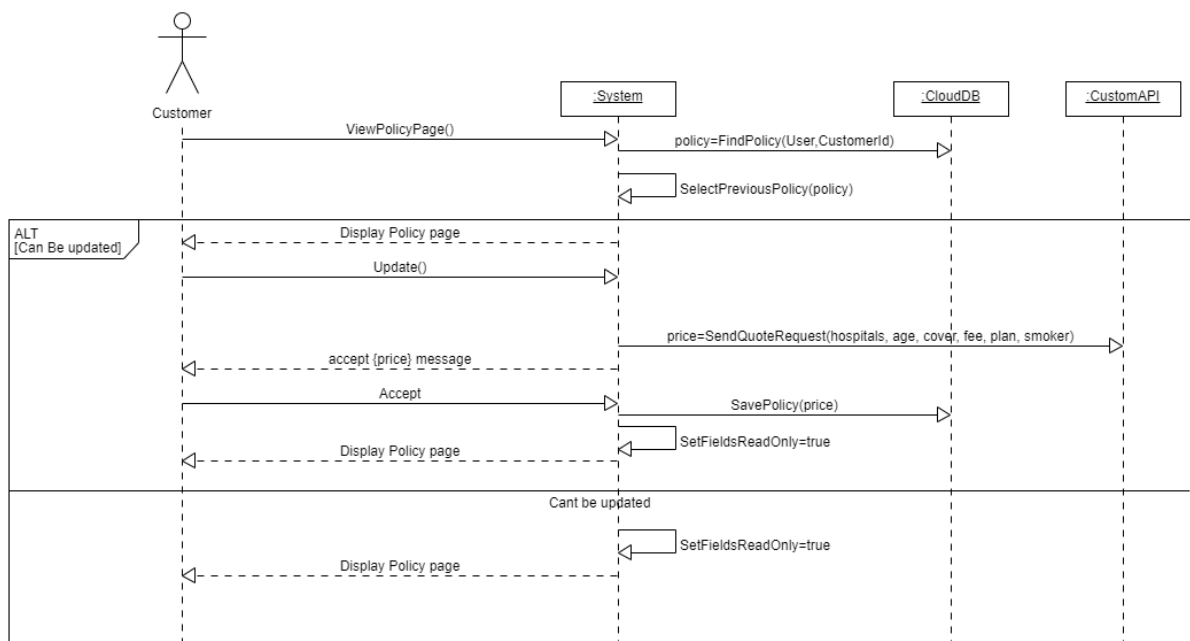 Customer
:System
:CloudDB
:CustomAPI
ViewPolicyPage()
policy=FindPolicy(User,CustomerId)
SelectPreviousPolicy(policy)
ALT
[Can Be updated]
Display Policy page
Update()
price=SendQuoteRequest(hospitals, age, cover, fee, plan, smoker)
accept {price} message
Accept
SavePolicy(price)
SetFieldsReadOnly=true
Display Policy page
Cant be updated
SetFieldsReadOnly=true
Display Policy page